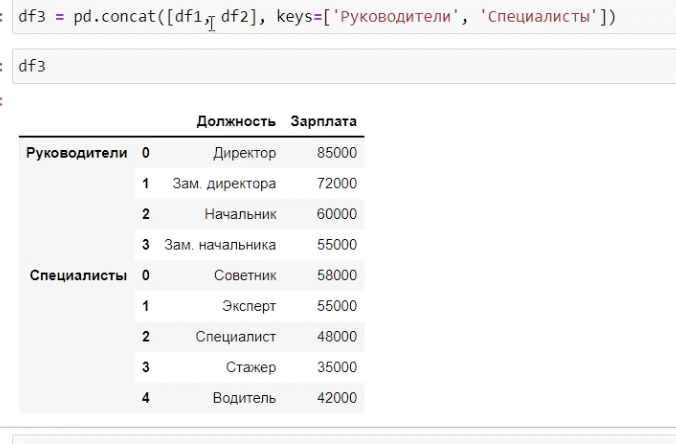 : df3 = pd.concat([df1, df2], keys=['Руководители', 'Специалисты'])
: df3
:
Должность Зарплата
Руководители 0 Директор 85000
1 Зам. директора 72000
2 Начальник 60000
3 Зам. начальника 55000
Специалисты 0 Советник 58000
1 Эксперт 55000
2 Специалист 48000
3 Стажер 35000
4 Водитель 42000